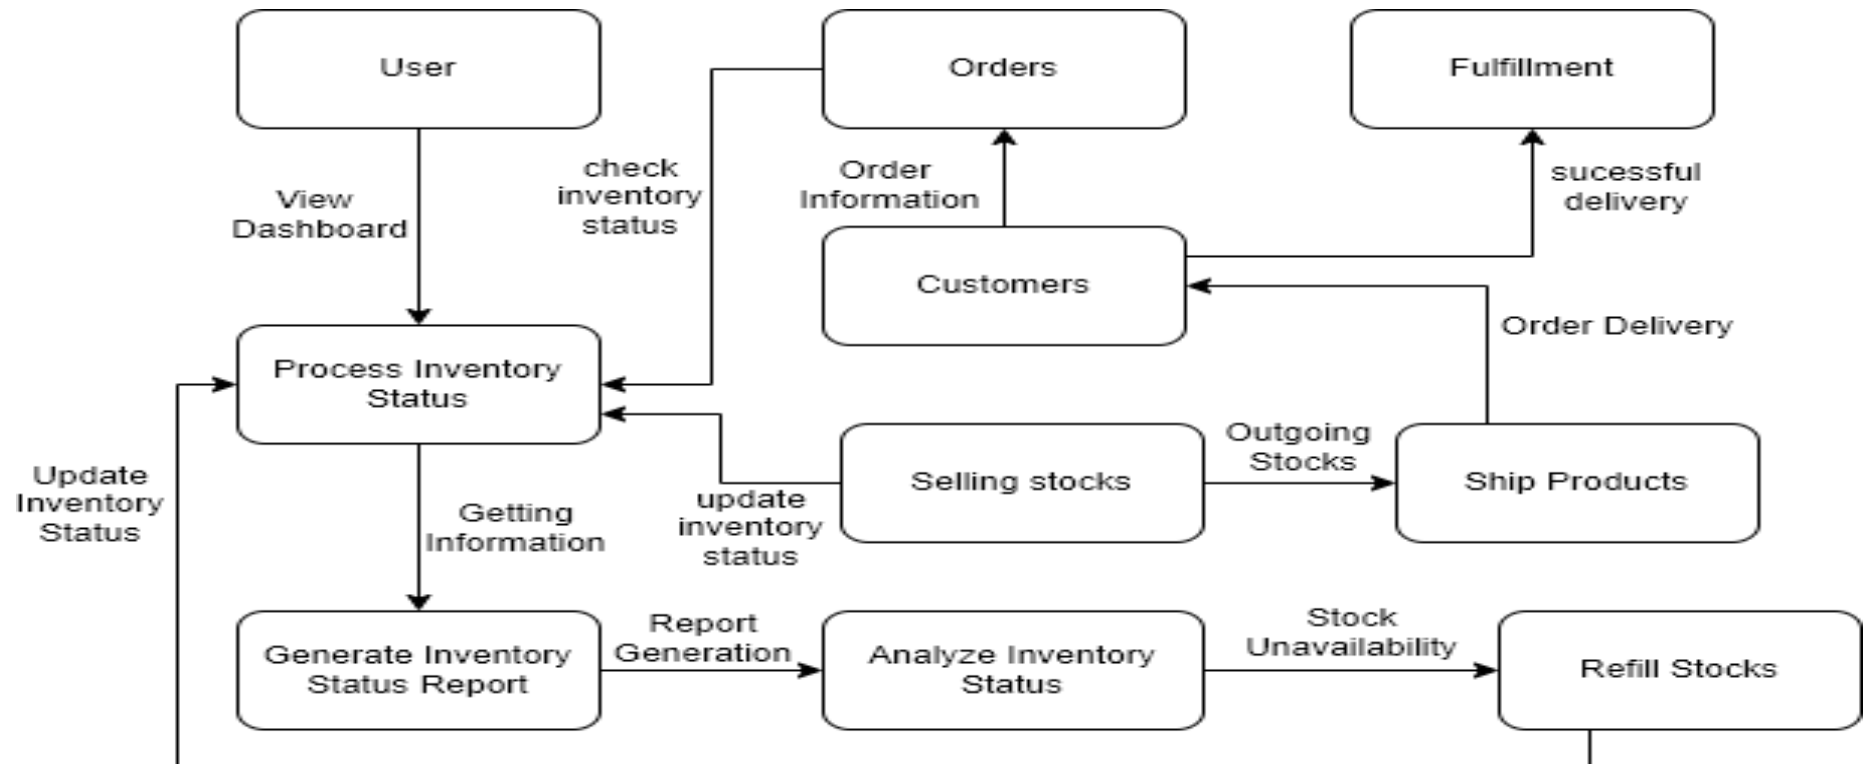 User
Orders
Fulfillment
check
inventory
status
Order
Information
sucessful
delivery
View
Dashboard
Customers
Order Delivery
Process Inventory
Status
Outgoing
Stocks
Selling stocks
Ship Products
Update
Inventory
Status
Getting
Information
update
inventory
status
Report
Generation
Stock
Unavailability
Generate Inventory
Status Report
Analyze Inventory
Status
Refill Stocks